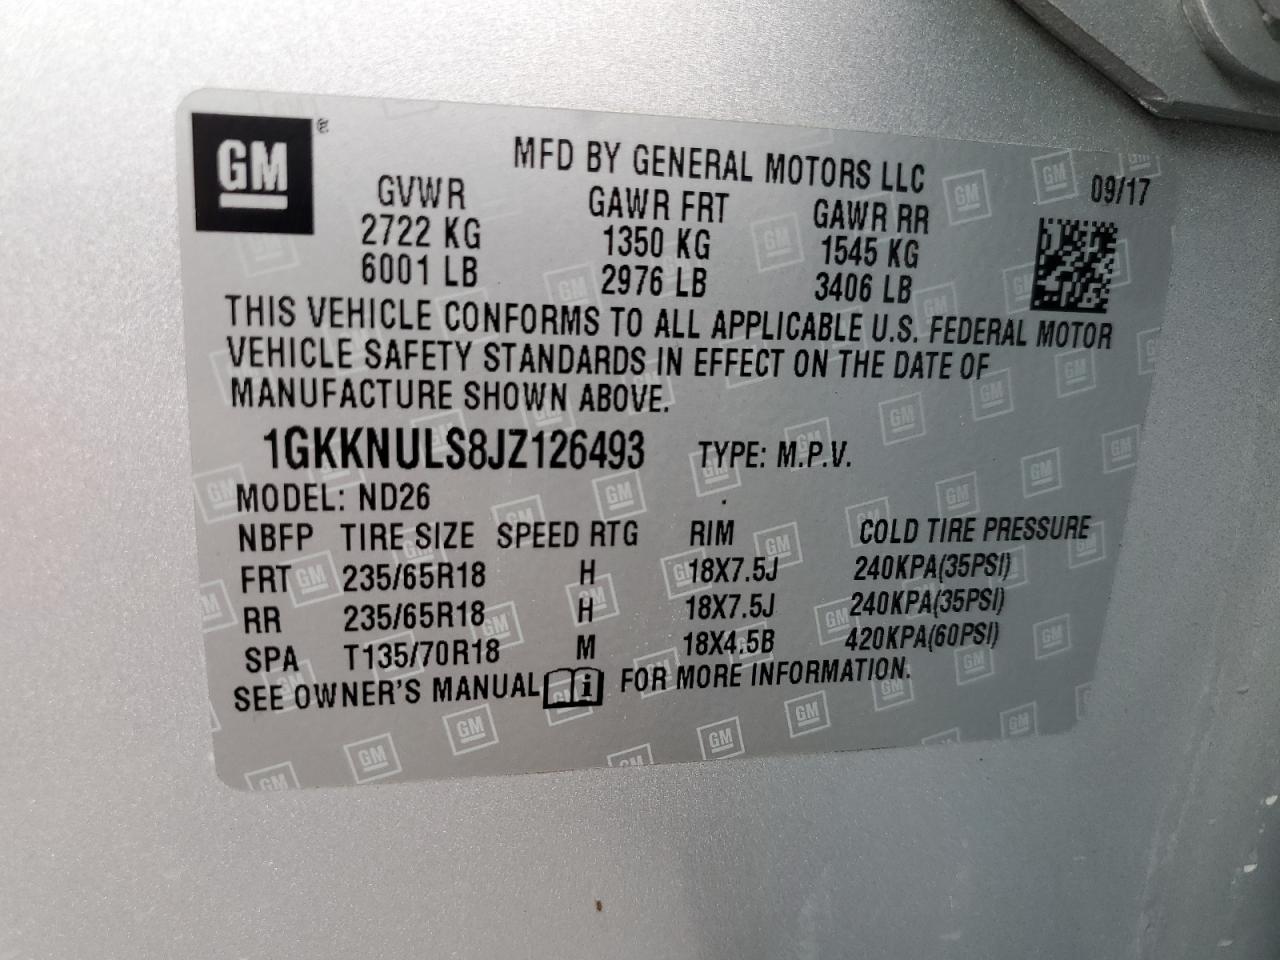 GM ®
MFD BY GENERAL MOTORS LLC
09/17
GVWR GAWR FRT GAWR RR
2722 KG 1350 KG 1545 KG
6001 LB 2976 LB 3406 LB
THIS VEHICLE CONFORMS TO ALL APPLICABLE U.S. FEDERAL MOTOR
VEHICLE SAFETY STANDARDS IN EFFECT ON THE DATE OF
MANUFACTURE SHOWN ABOVE.
1GKKNULS8JZ126493 TYPE: M.P.V.
MODEL: ND26
NBFP TIRE SIZE SPEED RTG RIM COLD TIRE PRESSURE
FRT 235/65R18 H 18X7.5J 240KPA(35PSI)
RR 235/65R18 H 18X7.5J 240KPA(35PSI)
SPA T135/70R18 M 18X4.5B 420KPA(60PSI)
SEE OWNER'S MANUAL i FOR MORE INFORMATION.